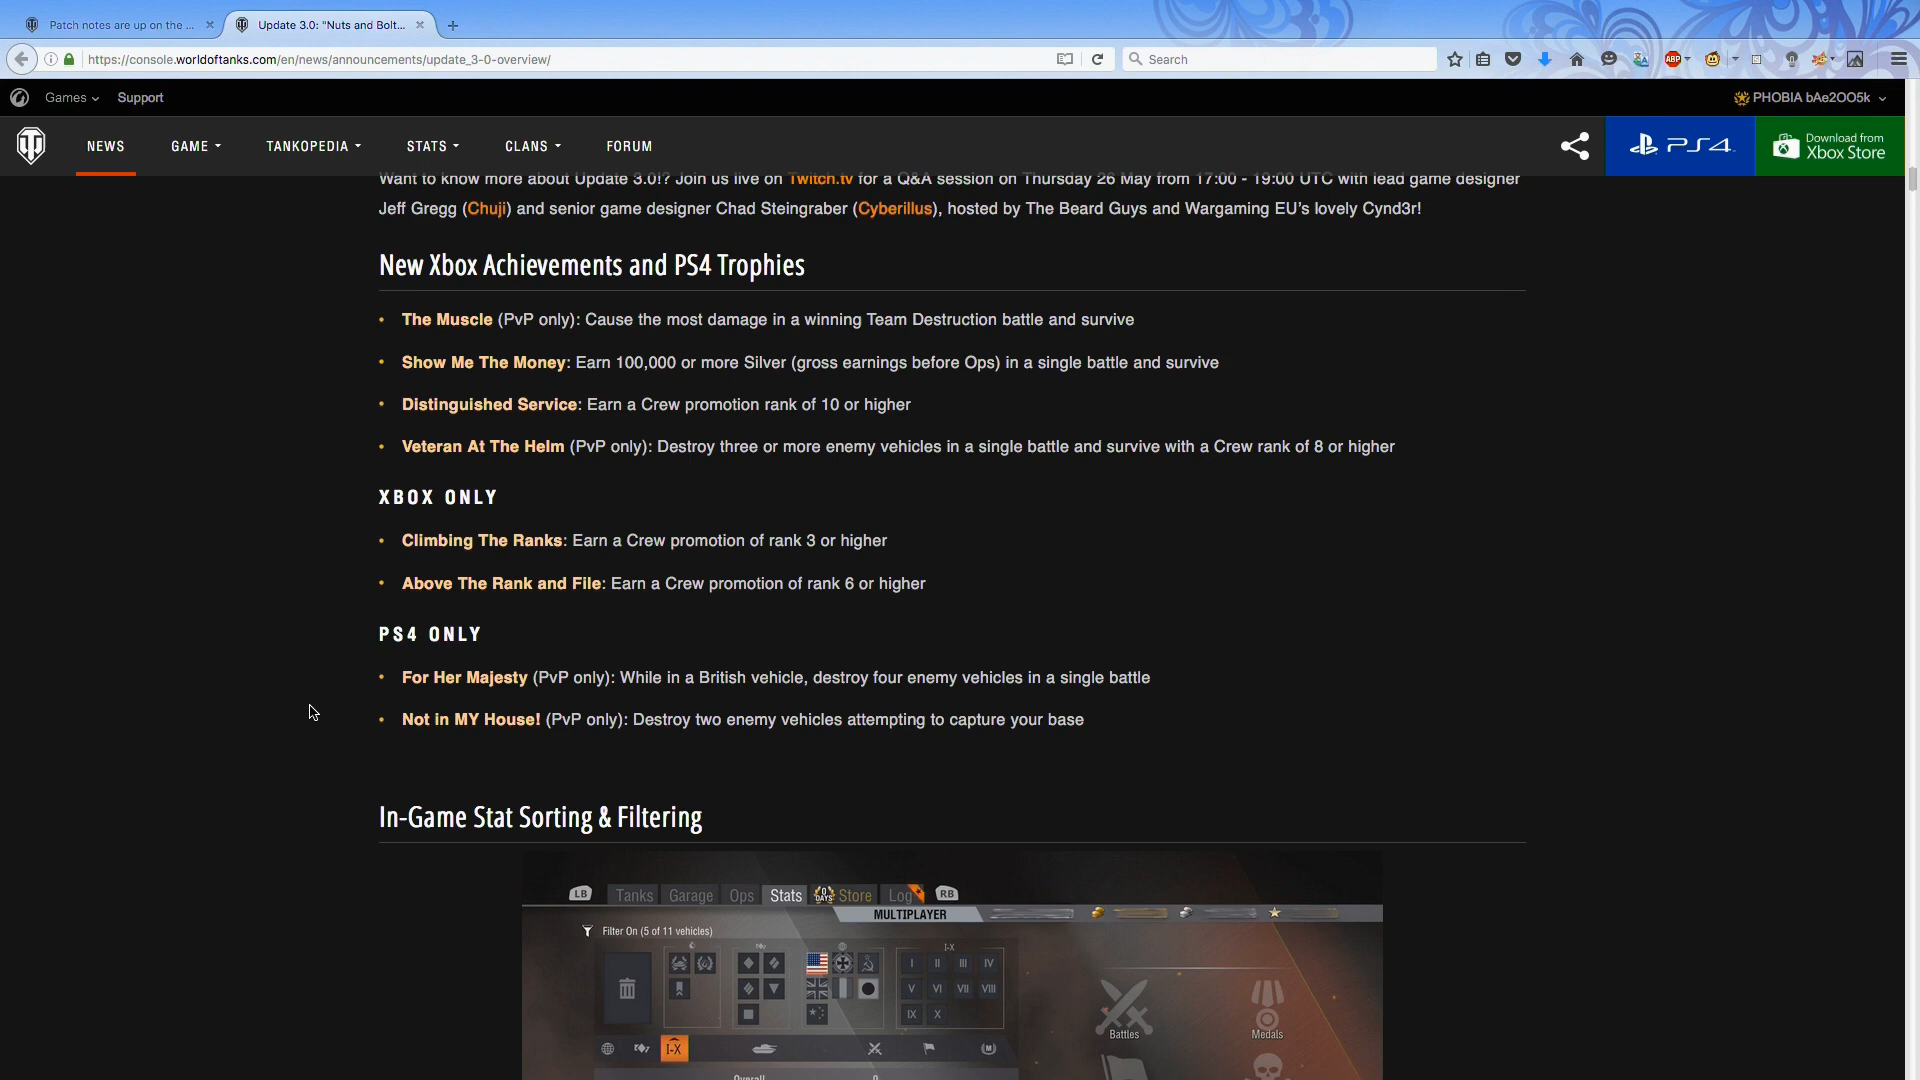 Patch notes are up on the ...
Update 3.0: "Nuts and Bolt...
https://console.worldoftanks.com/en/news/announcements/update_3-0-overview/
Search
ABP
Games
Support
PHOBIA bAe2OO5k
NEWS
GAME
TANKOPEDIA
STATS
CLANS
FORUM
PS4
Download from
Xbox Store
Want to know more about Update 3.0!? Join us live on Twitch.tv for a Q&A session on Thursday 26 May from 17:00 - 19:00 UTC with lead game designer
Jeff Gregg (Chuji) and senior game designer Chad Steingraber (Cyberillus), hosted by The Beard Guys and Wargaming EU's lovely Cynd3r!
New Xbox Achievements and PS4 Trophies
• The Muscle (PvP only): Cause the most damage in a winning Team Destruction battle and survive
• Show Me The Money: Earn 100,000 or more Silver (gross earnings before Ops) in a single battle and survive
• Distinguished Service: Earn a Crew promotion rank of 10 or higher
• Veteran At The Helm (PvP only): Destroy three or more enemy vehicles in a single battle and survive with a Crew rank of 8 or higher
XBOX ONLY
• Climbing The Ranks: Earn a Crew promotion of rank 3 or higher
• Above The Rank and File: Earn a Crew promotion of rank 6 or higher
PS4 ONLY
• For Her Majesty (PvP only): While in a British vehicle, destroy four enemy vehicles in a single battle
• Not in MY House! (PvP only): Destroy two enemy vehicles attempting to capture your base
In-Game Stat Sorting & Filtering
LB Tanks Garage Ops Stats 0 DAYS Store Log RB
MULTIPLAYER
Filter On (5 of 11 vehicles)
I-X
I II III IV
V VI VII VIII
IX X
Battles
Medals
I-X
Overall